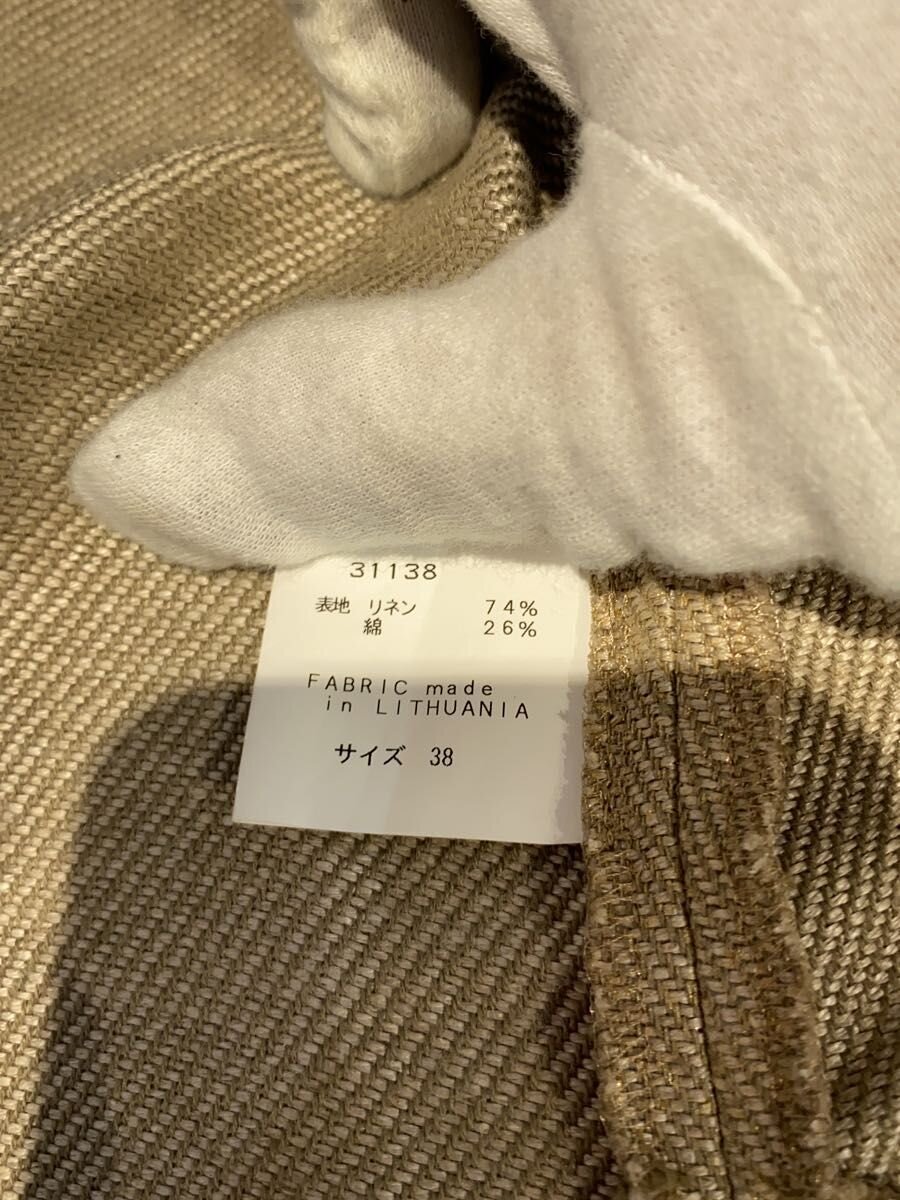 31138
表地 リネン 74%
綿 26%
FABRIC made
in LITHUANIA
サイズ 38